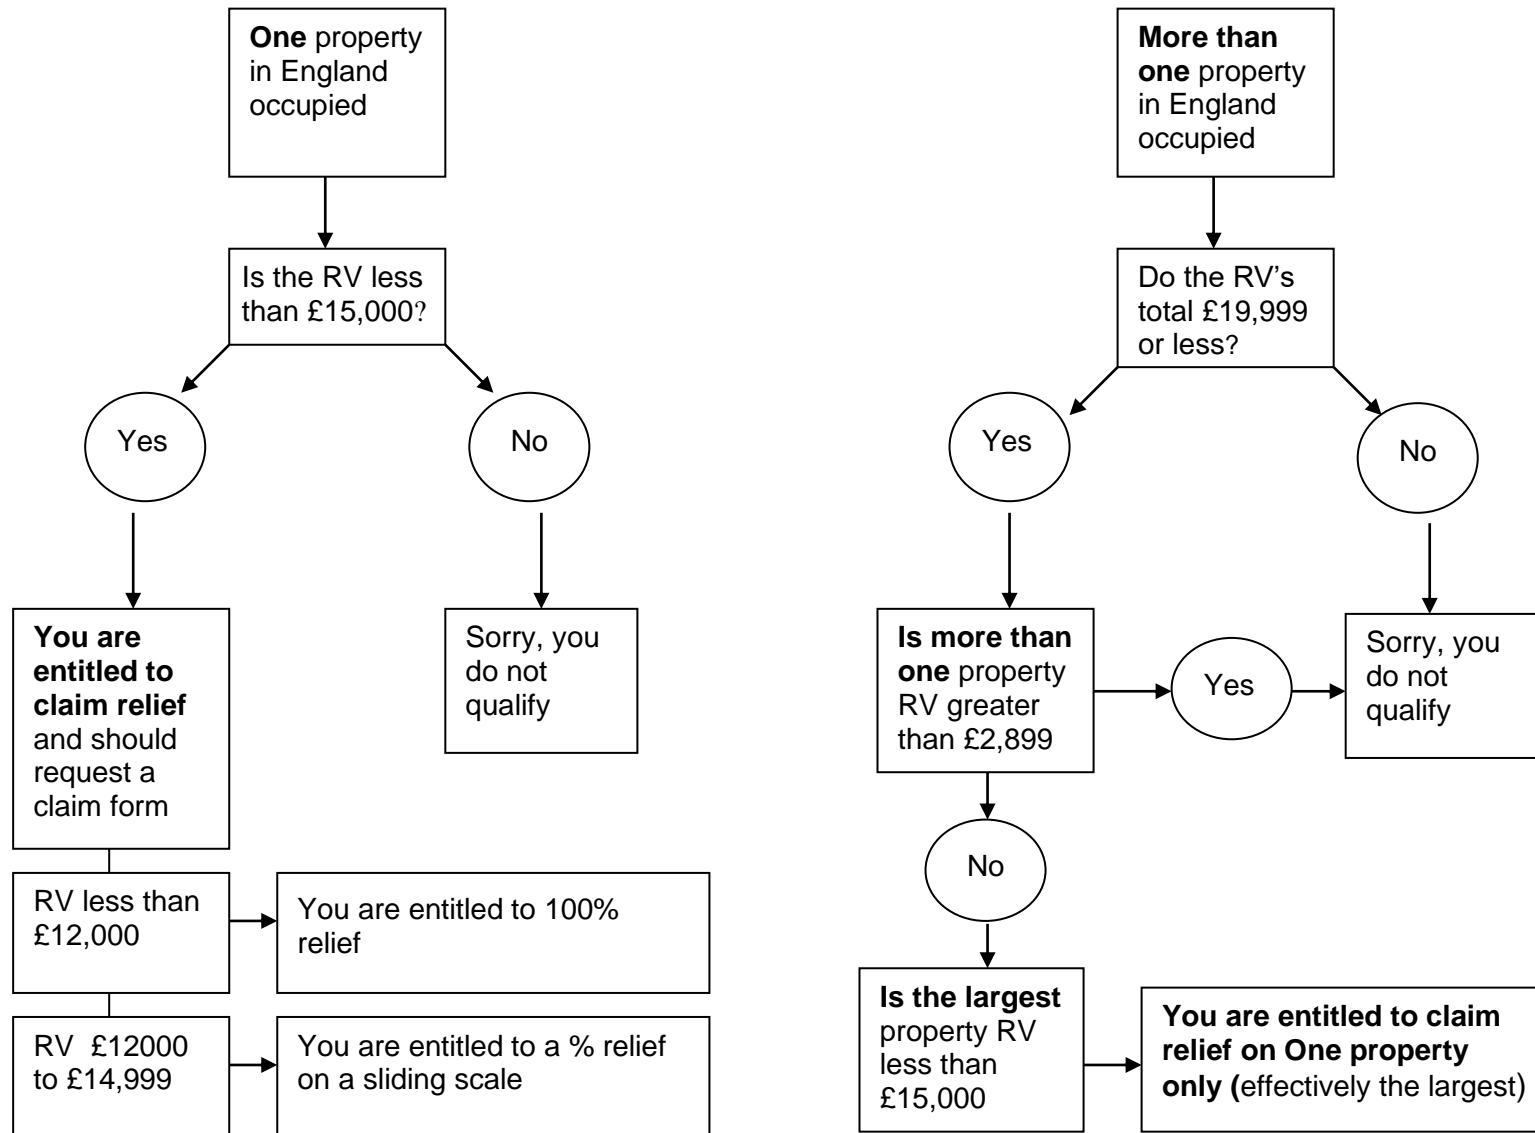 One property
in England
occupied
Is the RV less
than £15,000?
Yes
No
You are
entitled to
claim relief
and should
request a
claim form
Sorry, you
do not
qualify
RV less than
£12,000
You are entitled to 100%
relief
RV £12000
to £14,999
You are entitled to a % relief
on a sliding scale
More than
one property
in England
occupied
Do the RV’s
total £19,999
or less?
Yes
No
Is more than
one property
RV greater
than £2,899
Yes
Sorry, you
do not
qualify
No
Is the largest
property RV
less than
£15,000
You are entitled to claim
relief on One property
only (effectively the largest)